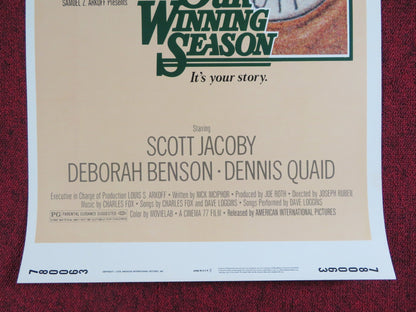 SAMUEL Z. ARKOFF Presents
OUR
WINNING
SEASON
It's your story.
Starring
SCOTT JACOBY
DEBORAH BENSON · DENNIS QUAID
Executive in Charge of Production LOUIS S. ARKOFF • Written by NICK NICIPHOR • Produced by JOE ROTH • Directed by JOSEPH RUBEN
Music by CHARLES FOX • Songs by CHARLES FOX and DAVE LOGGINS • Songs Performed by DAVE LOGGINS
PG PARENTAL GUIDANCE SUGGESTED
Color by MOVIELAB • A CINEMA 77 FILM • Released by AMERICAN INTERNATIONAL PICTURES
780063
780063